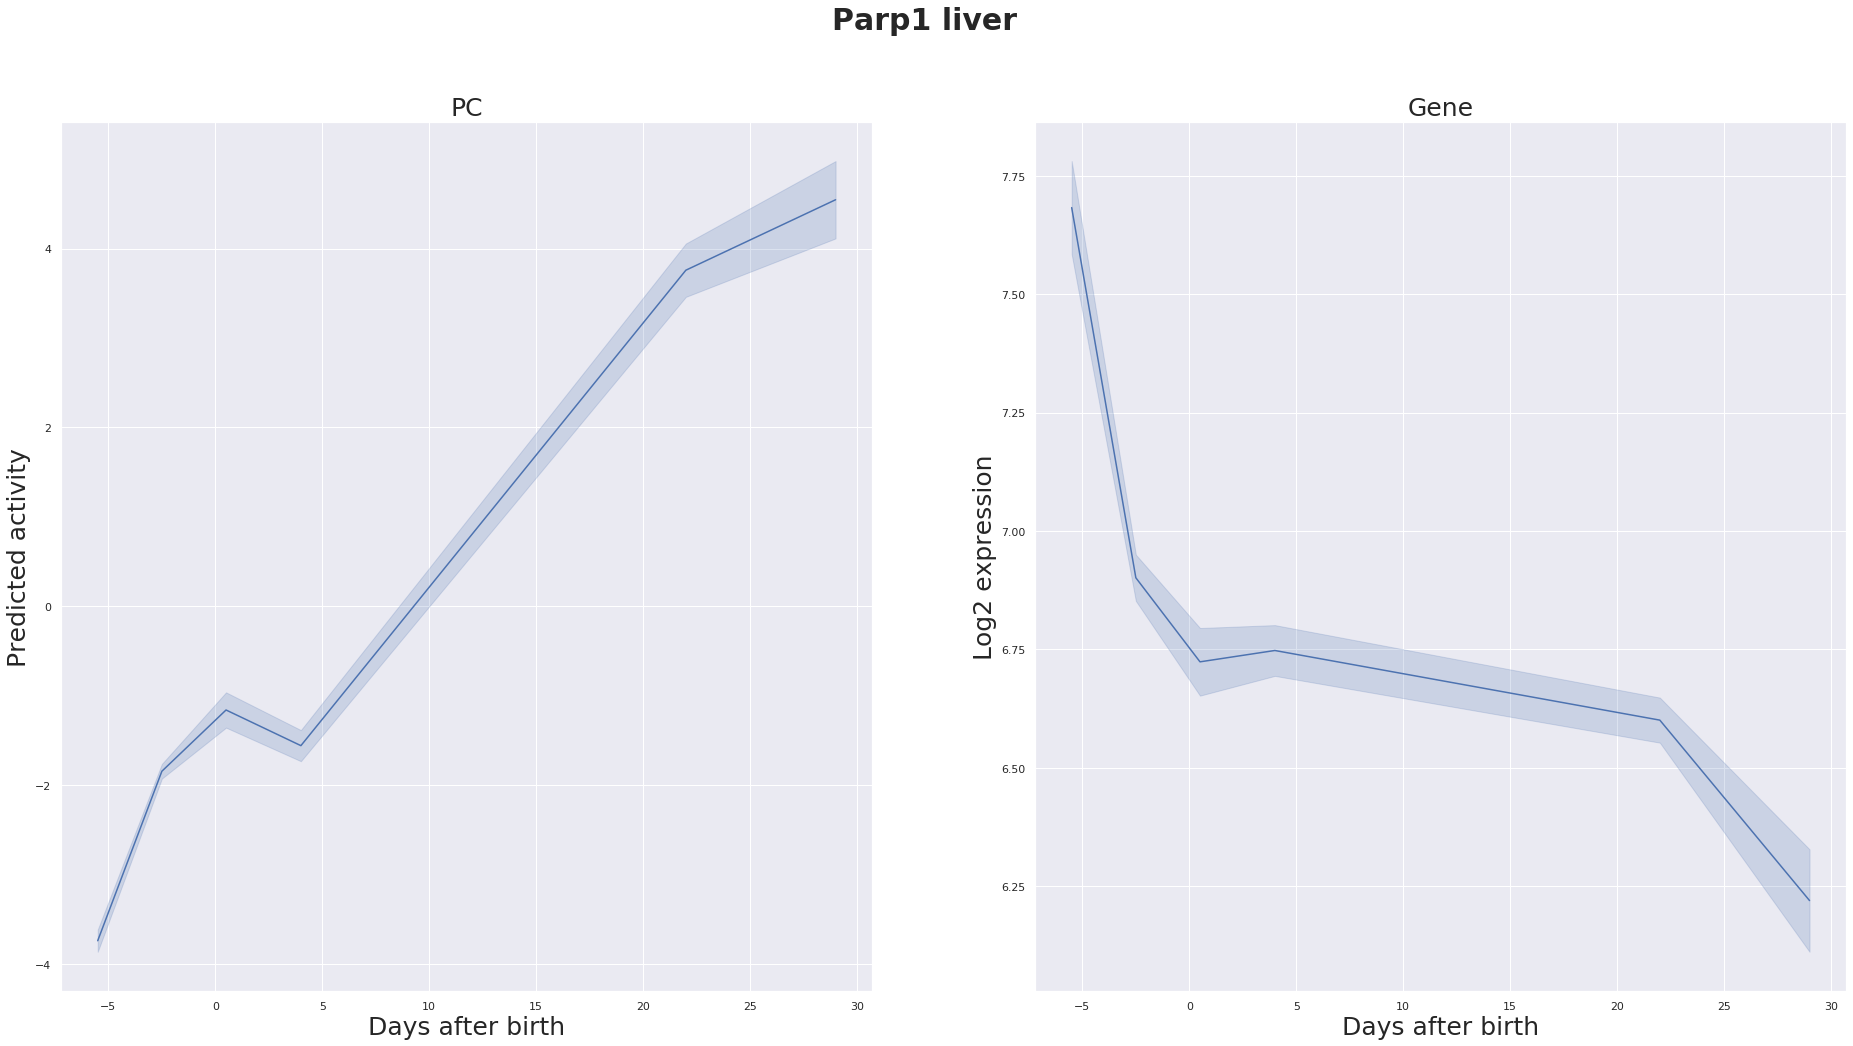 Parp1 liver
PC
Predicted activity
4
2
0
−2
−4
−5 0 5 10 15 20 25 30
Days after birth
Gene
Log2 expression
7.75
7.50
7.25
7.00
6.75
6.50
6.25
−5 0 5 10 15 20 25 30
Days after birth